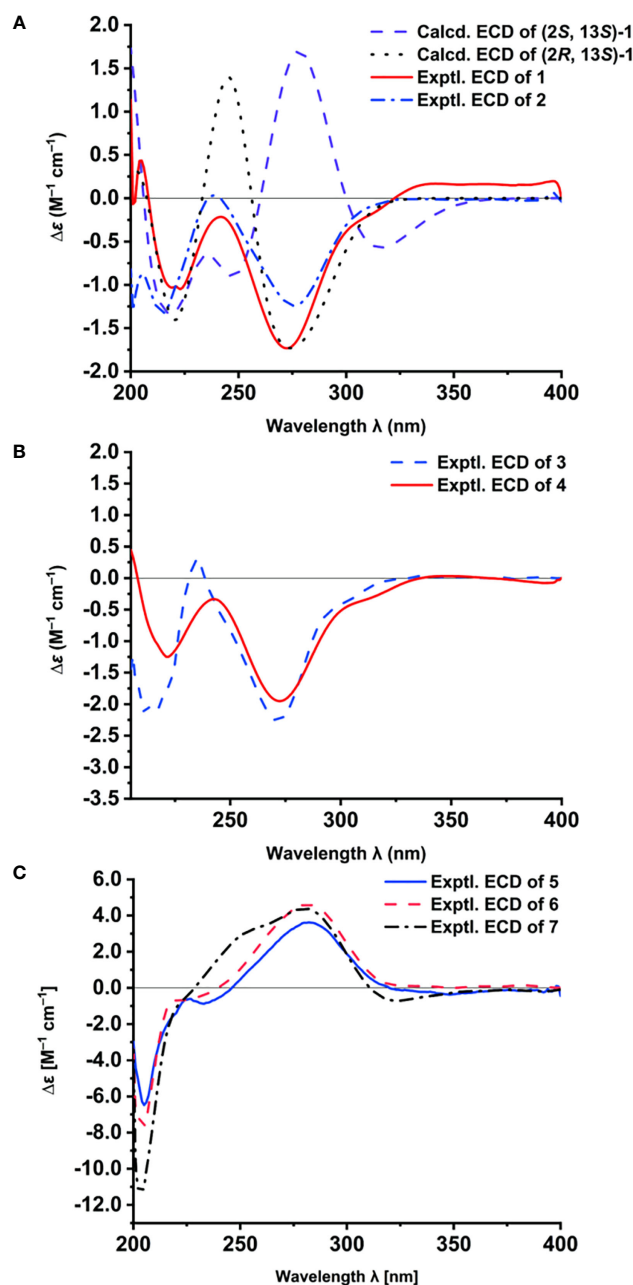 A
Calcd. ECD of (2S, 13S)-1
Calcd. ECD of (2R, 13S)-1
Exptl. ECD of 1
Exptl. ECD of 2
2.0
1.5
1.0
0.5
0.0
-0.5
-1.0
-1.5
-2.0
Δε (M⁻¹ cm⁻¹)
200 250 300 350 400
Wavelength λ (nm)
B
Exptl. ECD of 3
Exptl. ECD of 4
2.0
1.5
1.0
0.5
0.0
-0.5
-1.0
-1.5
-2.0
-2.5
-3.0
-3.5
Δε (M⁻¹ cm⁻¹)
250 300 350 400
Wavelength λ (nm)
C
Exptl. ECD of 5
Exptl. ECD of 6
Exptl. ECD of 7
6.0
4.0
2.0
0.0
-2.0
-4.0
-6.0
-8.0
-10.0
-12.0
Δε [M⁻¹ cm⁻¹]
200 250 300 350 400
Wavelength λ [nm]